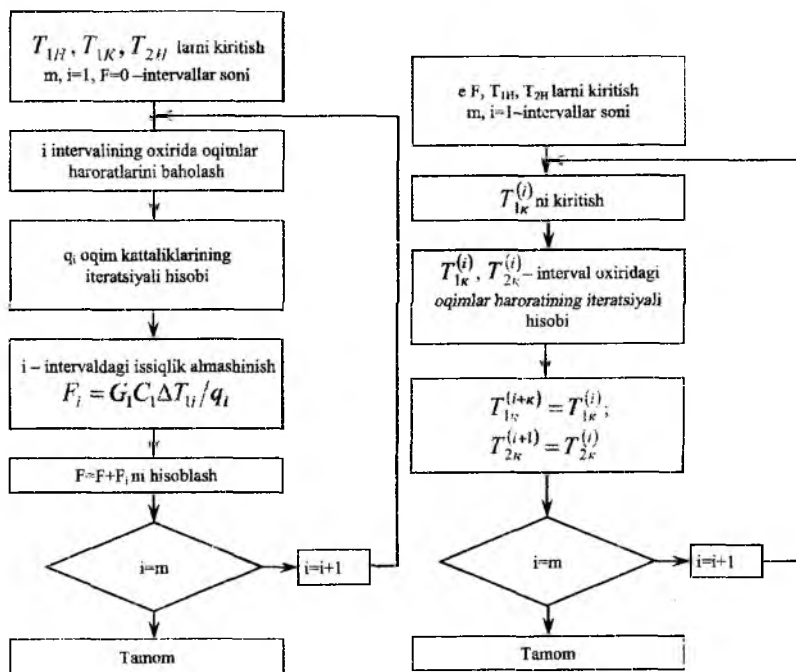 T₁H, T₁K, T₂H larni kiritish
m, i=1, F=0 –intervallar soni
i intervalining oxirida oqimlar
haroratlarini baholash
qᵢ oqim kattaliklarining
iteratsiyali hisobi
i – intervaldagi issiqlik almashinish
Fᵢ = G₁C₁ΔT₁ᵢ/qᵢ
F=F+Fᵢ ni hisoblash
i=m
i=i+1
Tamom
e F, T₁H, T₂H larni kiritish
m, i=1–intervallar soni
T₁ₖ⁽ⁱ⁾ ni kiritish
T₁ₖ⁽ⁱ⁾, T₂ₖ⁽ⁱ⁾ – interval oxiridagi
oqimlar haroratining iteratsiyali
hisobi
T₁ₖ⁽ⁱ⁺ᵏ⁾ = T₁ₖ⁽ⁱ⁾;
T₂ₖ⁽ⁱ⁺¹⁾ = T₂ₖ⁽ⁱ⁾
i=m
i=i+1
Tamom